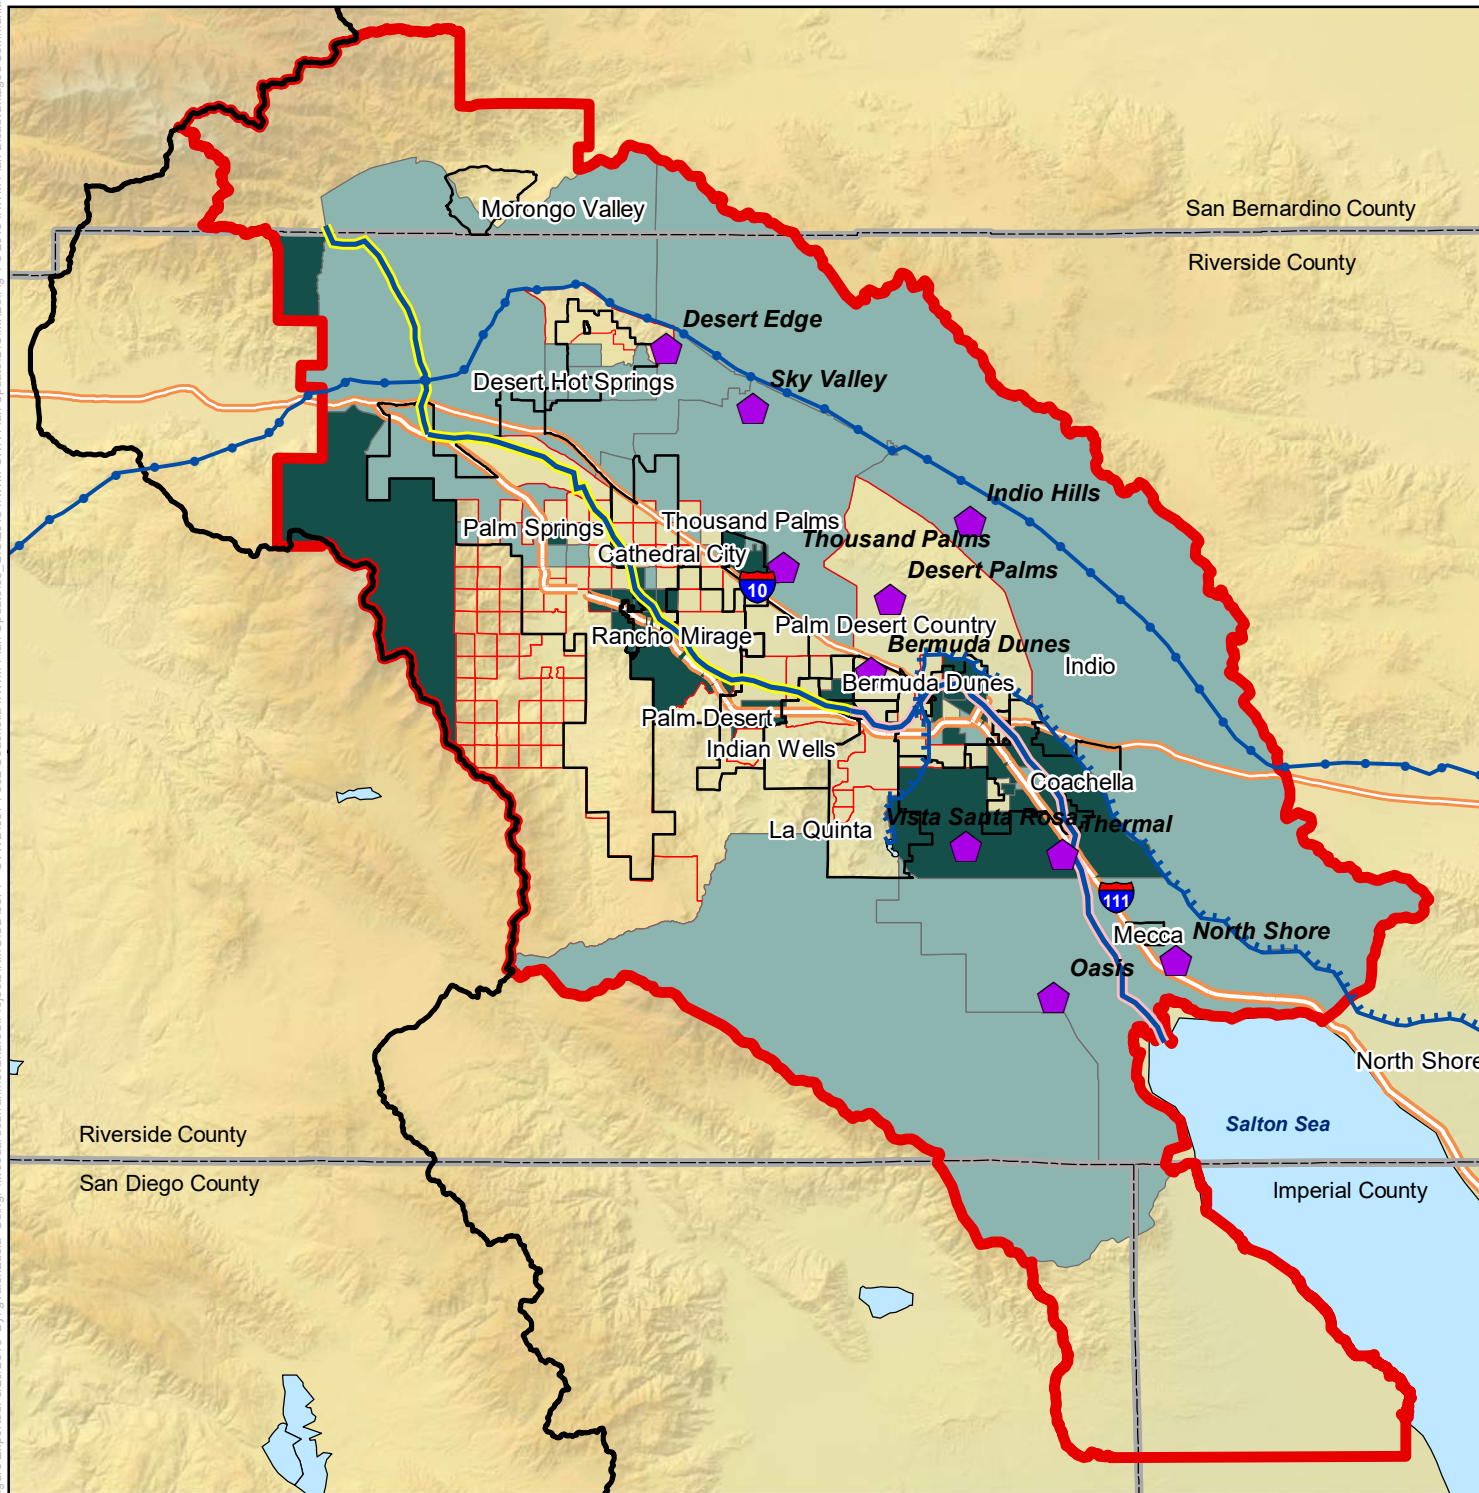 San Bernardino County
Morongo Valley
Riverside County
Desert Edge
Desert Hot Springs
Sky Valley
Indio Hills
Palm Springs
Thousand Palms
Thousand Palms
Cathedral City
Desert Palms
10
Rancho Mirage
Palm Desert Country
Bermuda Dunes
Indio
Bermuda Dunes
Palm Desert
Indian Wells
Coachella
La Quinta
Vista Santa Rosa
Thermal
111
Mecca
North Shore
Oasis
North Shore
Salton Sea
Riverside County
San Diego County
Imperial County